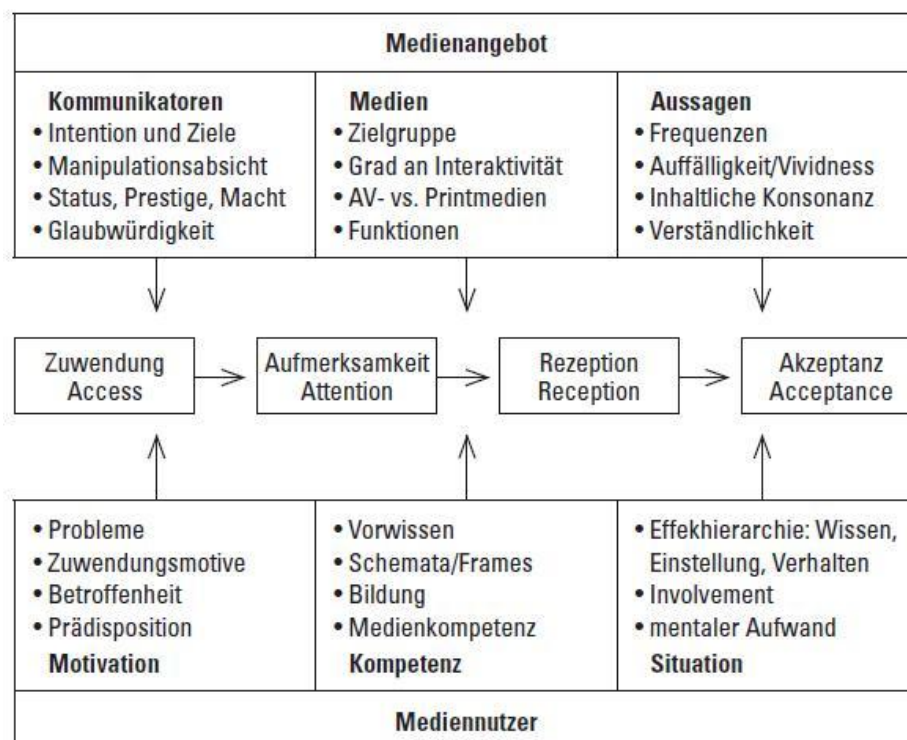 Medienangebot
Kommunikatoren
• Intention und Ziele
• Manipulationsabsicht
• Status, Prestige, Macht
• Glaubwürdigkeit
Medien
• Zielgruppe
• Grad an Interaktivität
• AV- vs. Printmedien
• Funktionen
Aussagen
• Frequenzen
• Auffälligkeit/Vividness
• Inhaltliche Konsonanz
• Verständlichkeit
Zuwendung
Access
Aufmerksamkeit
Attention
Rezeption
Reception
Akzeptanz
Acceptance
• Probleme
• Zuwendungsmotive
• Betroffenheit
• Prädisposition
Motivation
• Vorwissen
• Schemata/Frames
• Bildung
• Medienkompetenz
Kompetenz
• Effekhierarchie: Wissen,
Einstellung, Verhalten
• Involvement
• mentaler Aufwand
Situation
Mediennutzer